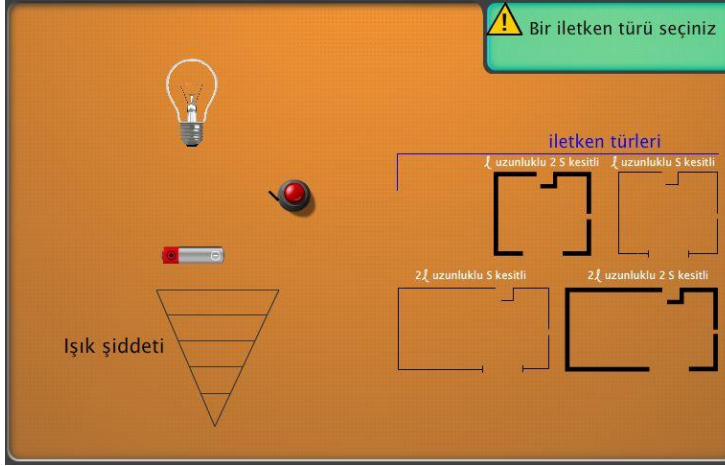 Bir iletken türü seçiniz
iletken türleri
ℓ uzunluklu 2 S kesitli
ℓ uzunluklu S kesitli
2ℓ uzunluklu S kesitli
2ℓ uzunluklu 2 S kesitli
Işık şiddeti